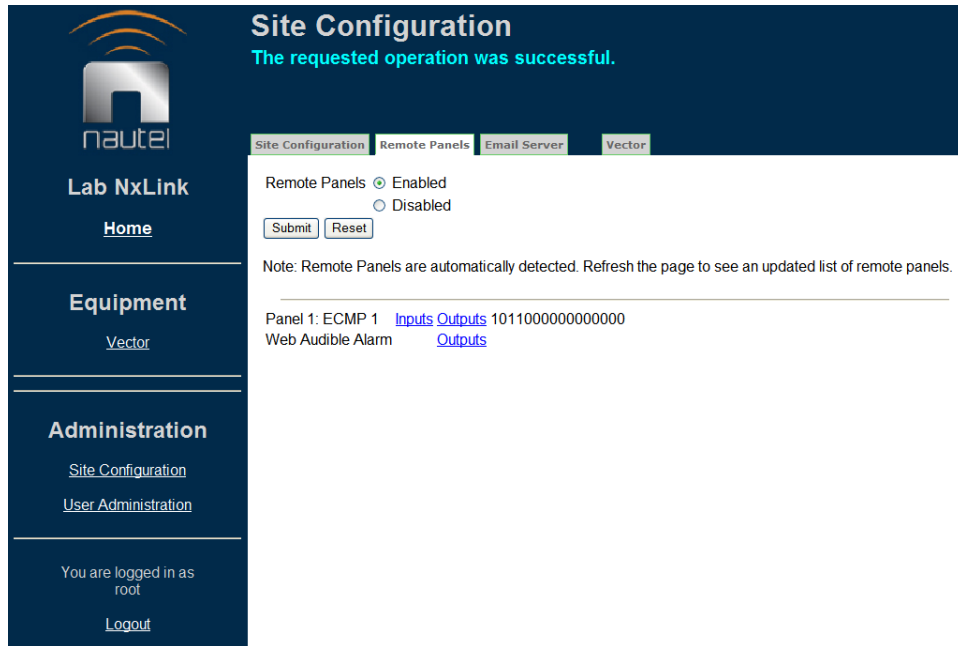 nautel
Lab NxLink
Home
Equipment
Vector
Administration
Site Configuration
User Administration
You are logged in as
root
Logout
Site Configuration
The requested operation was successful.
Site Configuration Remote Panels Email Server Vector
Remote Panels Enabled
Disabled
Submit Reset
Note: Remote Panels are automatically detected. Refresh the page to see an updated list of remote panels.
Panel 1: ECMP 1 Inputs Outputs 1011000000000000
Web Audible Alarm Outputs